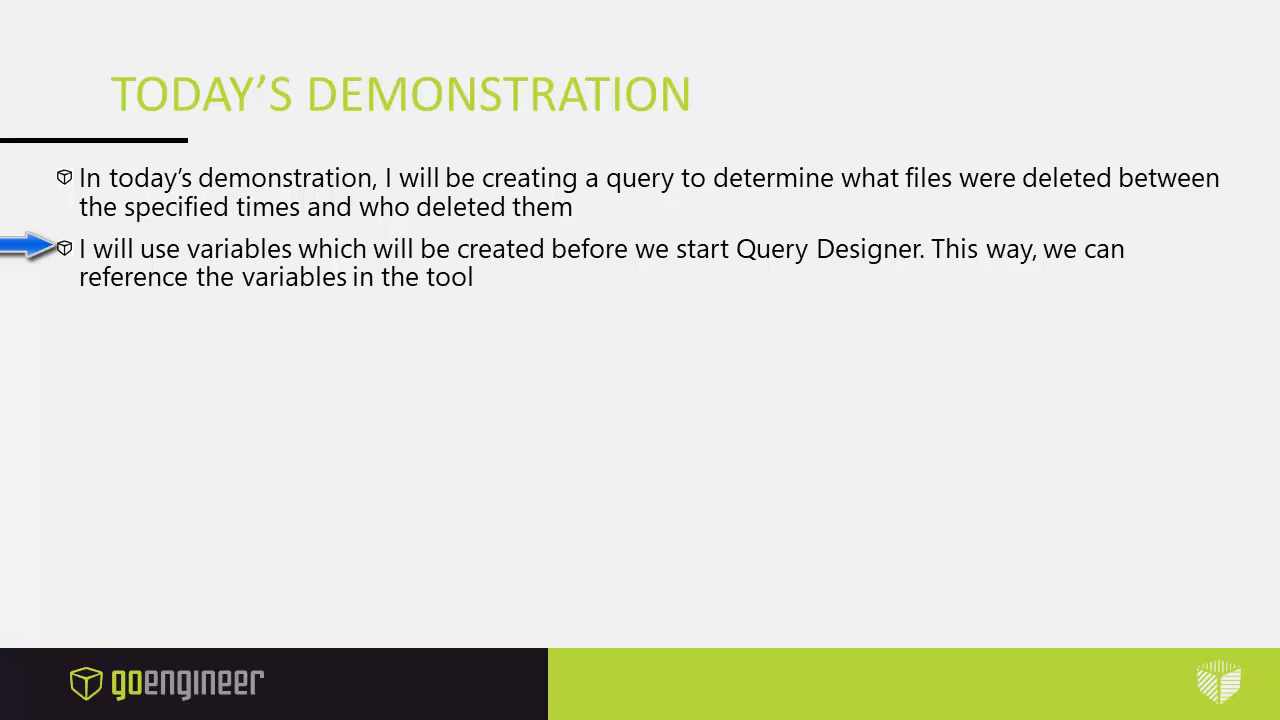 TODAY’S DEMONSTRATION
In today’s demonstration, I will be creating a query to determine what files were deleted between
the specified times and who deleted them
I will use variables which will be created before we start Query Designer. This way, we can
reference the variables in the tool
goengineer